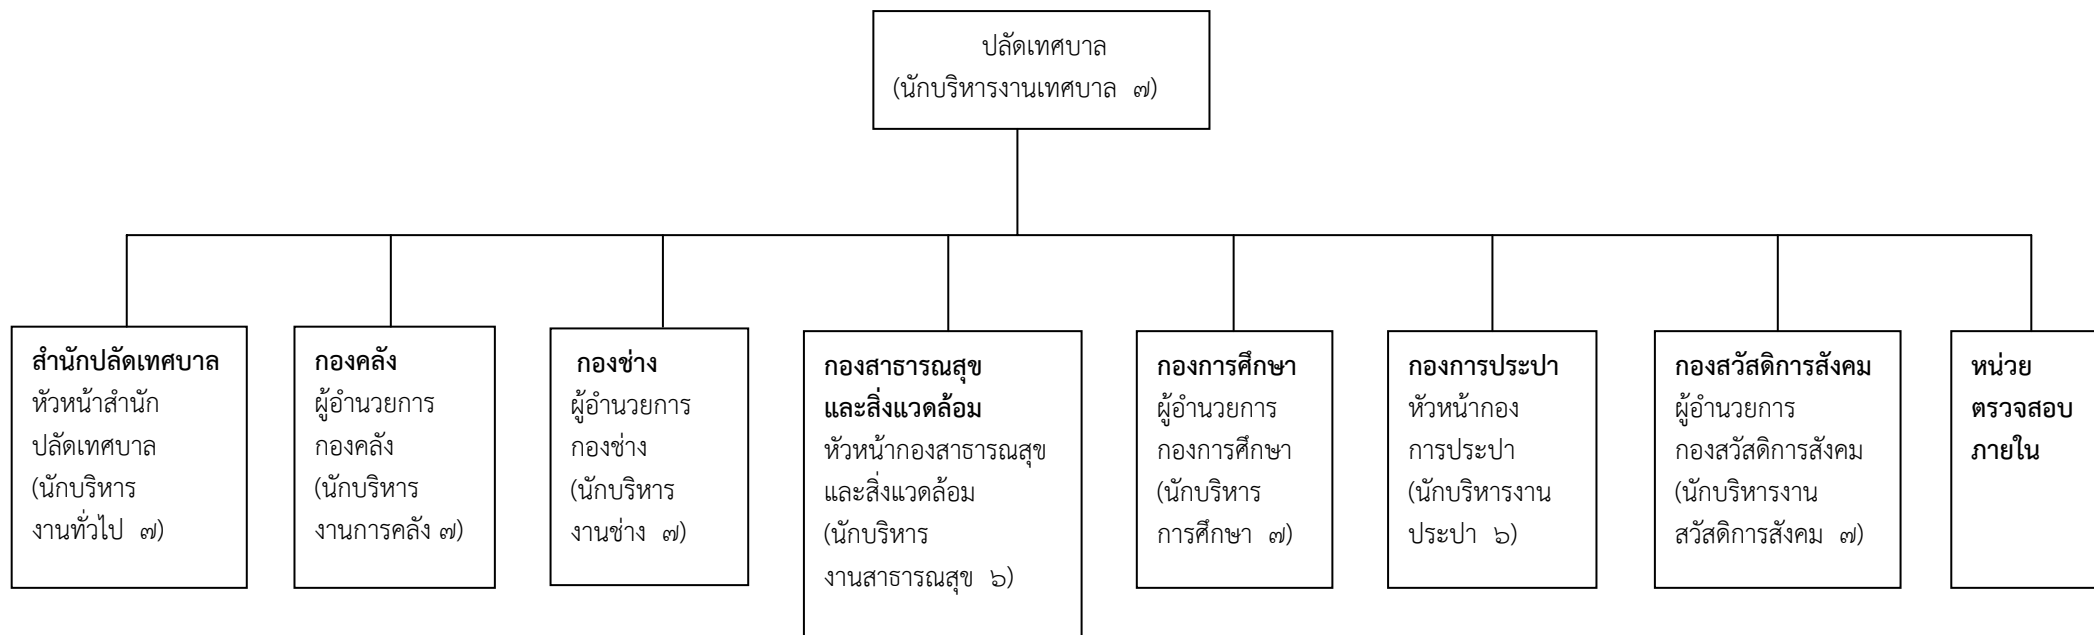 ปลัดเทศบาล
(นักบริหารงานเทศบาล ๗)
สำนักปลัดเทศบาล
หัวหน้าสำนัก
ปลัดเทศบาล
(นักบริหาร
งานทั่วไป ๗)
กองคลัง
ผู้อำนวยการ
กองคลัง
(นักบริหาร
งานการคลัง ๗)
กองช่าง
ผู้อำนวยการ
กองช่าง
(นักบริหาร
งานช่าง ๗)
กองสาธารณสุข
และสิ่งแวดล้อม
หัวหน้ากองสาธารณสุข
และสิ่งแวดล้อม
(นักบริหาร
งานสาธารณสุข ๖)
กองการศึกษา
ผู้อำนวยการ
กองการศึกษา
(นักบริหาร
การศึกษา ๗)
กองการประปา
หัวหน้ากอง
การประปา
(นักบริหารงาน
ประปา ๖)
กองสวัสดิการสังคม
ผู้อำนวยการ
กองสวัสดิการสังคม
(นักบริหารงาน
สวัสดิการสังคม ๗)
หน่วย
ตรวจสอบ
ภายใน